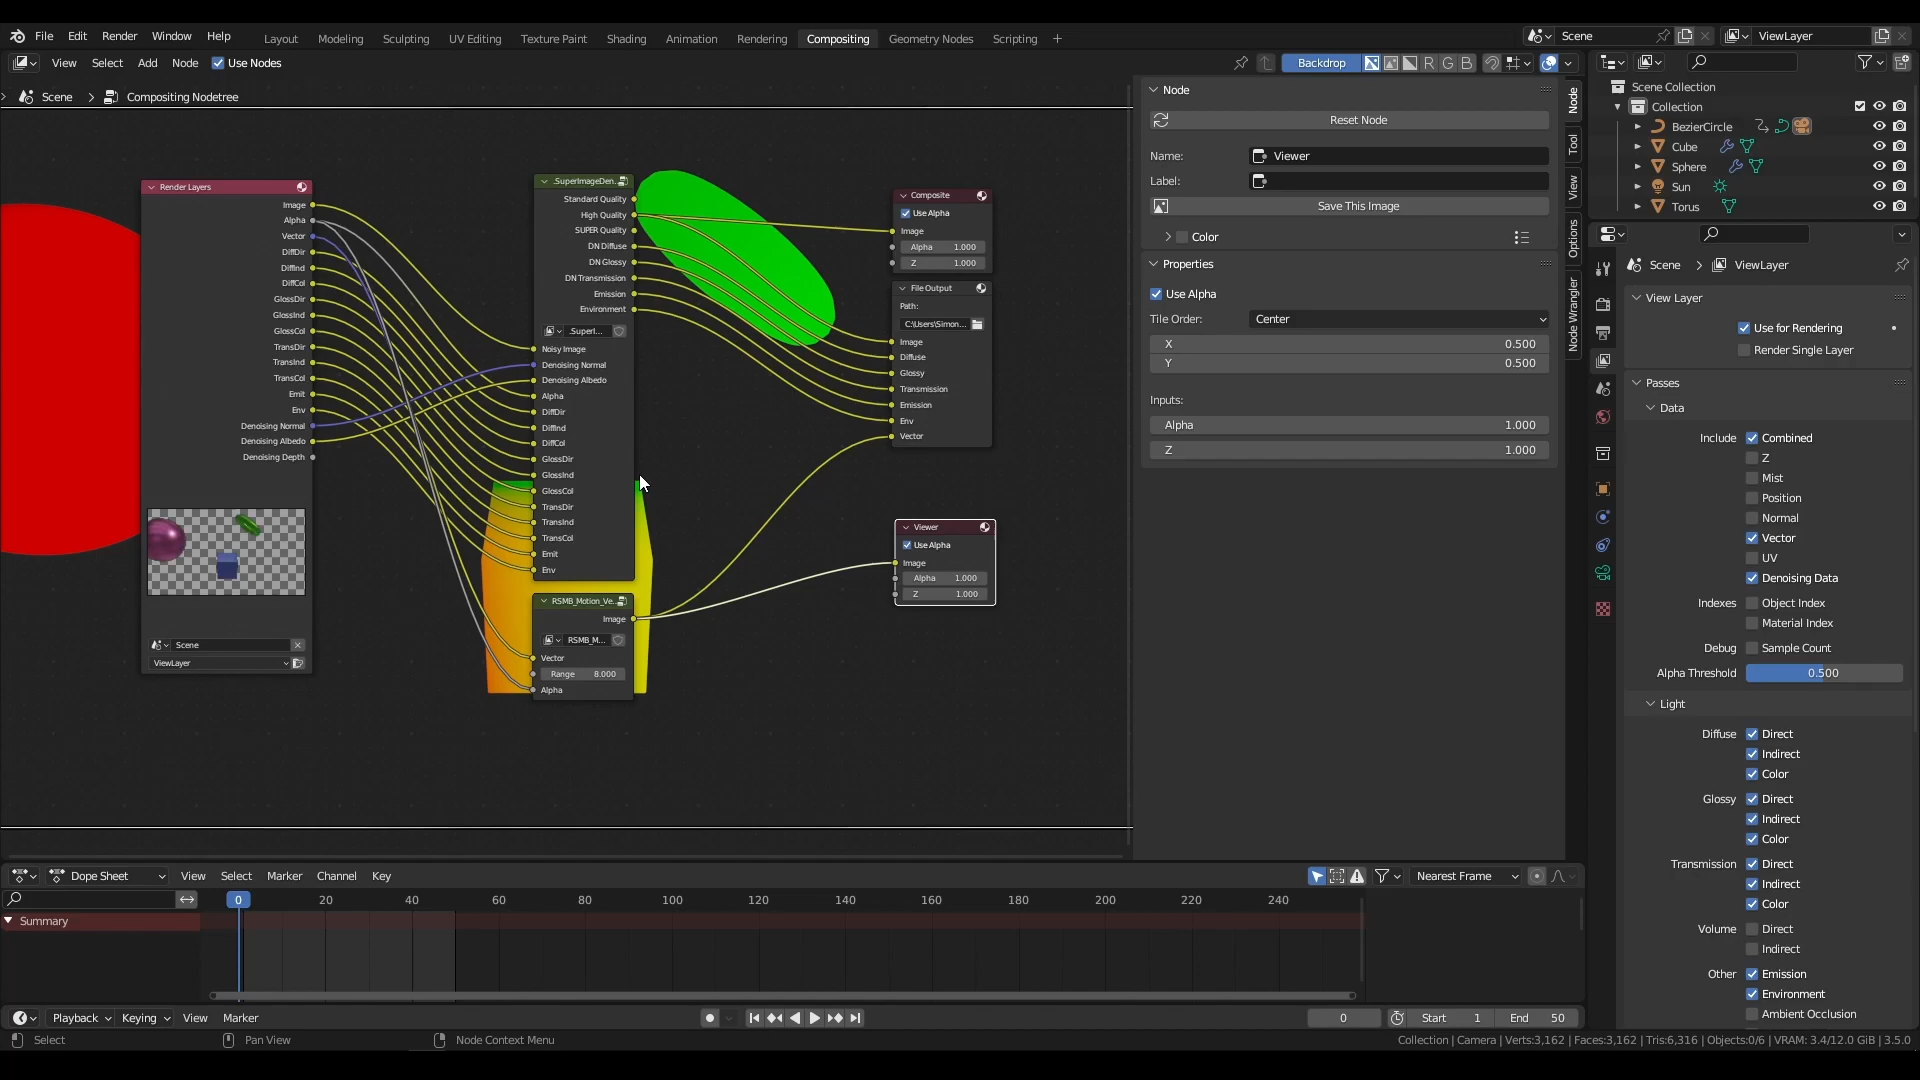 File Edit Render Window Help Layout Modeling Sculpting UV Editing Texture Paint Shading Animation Rendering Compositing Geometry Nodes Scripting + Scene ViewLayer
View Select Add Node Use Nodes Backdrop R G B
Scene > Compositing Nodetree
Render Layers
Image
Alpha
Vector
DiffDir
DiffInd
DiffCol
GlossDir
GlossInd
GlossCol
TransDir
TransInd
TransCol
Emit
Env
Denoising Normal
Denoising Albedo
Denoising Depth
Scene
ViewLayer
.SuperImageDen...
Standard Quality
High Quality
SUPER Quality
DN Diffuse
DN Glossy
DN Transmission
Emission
Environment
.SuperI...
Noisy Image
Denoising Normal
Denoising Albedo
Alpha
DiffDir
DiffInd
DiffCol
GlossDir
GlossInd
GlossCol
TransDir
TransInd
TransCol
Emit
Env
RSMB_Motion_Ve...
Image
RSMB_M...
Vector
Range 8.000
Alpha
Composite
Use Alpha
Image
Alpha 1.000
Z 1.000
File Output
Path:
C:\Users\Simon...
Image
Diffuse
Glossy
Transmission
Emission
Env
Vector
Viewer
Use Alpha
Image
Alpha 1.000
Z 1.000
Node
Reset Node
Name: Viewer
Label:
Save This Image
Color
Properties
Use Alpha
Tile Order: Center
X 0.500
Y 0.500
Inputs:
Alpha 1.000
Z 1.000
Node
Tool
View
Options
Node Wrangler
Scene Collection
Collection
BezierCircle
Cube
Sphere
Sun
Torus
Scene > ViewLayer
View Layer
Use for Rendering
Render Single Layer
Passes
Data
Include Combined
Z
Mist
Position
Normal
Vector
UV
Denoising Data
Indexes Object Index
Material Index
Debug Sample Count
Alpha Threshold 0.500
Light
Diffuse Direct
Indirect
Color
Glossy Direct
Indirect
Color
Transmission Direct
Indirect
Color
Volume Direct
Indirect
Other Emission
Environment
Ambient Occlusion
Dope Sheet View Select Marker Channel Key Nearest Frame
0 20 40 60 80 100 120 140 160 180 200 220 240
Summary
Playback Keying View Marker 0 Start 1 End 50
Select Pan View Node Context Menu Collection | Camera | Verts:3,162 | Faces:3,162 | Tris:6,316 | Objects:0/6 | VRAM: 3.4/12.0 GiB | 3.5.0